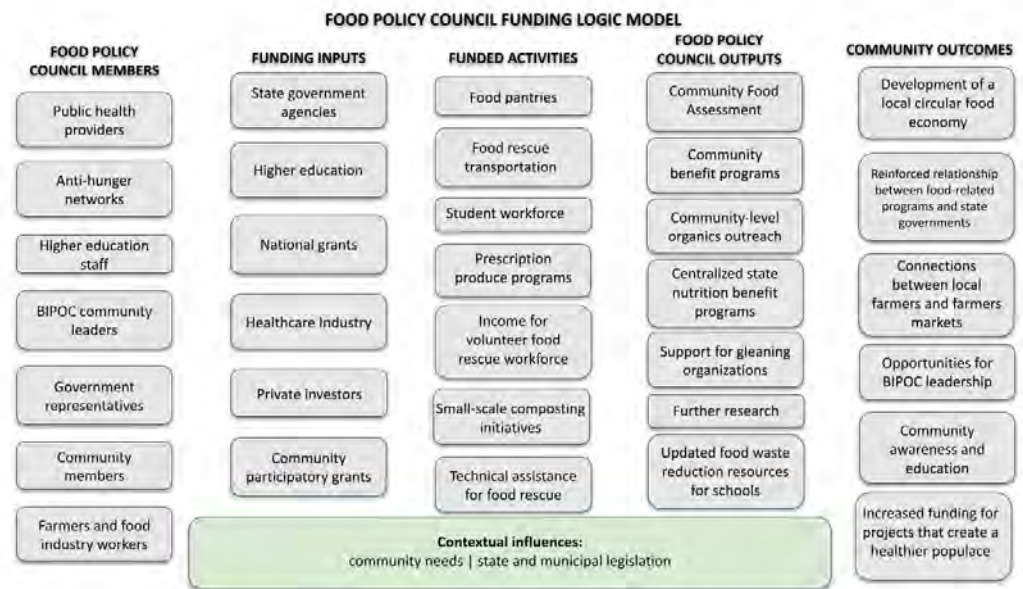 FOOD POLICY COUNCIL FUNDING LOGIC MODEL
FOOD POLICY
COUNCIL MEMBERS
Public health
providers
Anti-hunger
networks
Higher education
staff
BIPOC community
leaders
Government
representatives
Community
members
Farmers and food
industry workers
FUNDING INPUTS
State government
agencies
Higher education
National grants
Healthcare Industry
Private investors
Community
participatory grants
FUNDED ACTIVITIES
Food pantries
Food rescue
transportation
Student workforce
Prescription
produce programs
Income for
volunteer food
rescue workforce
Small-scale composting
initiatives
Technical assistance
for food rescue
FOOD POLICY
COUNCIL OUTPUTS
Community Food
Assessment
Community
benefit programs
Community-level
organics outreach
Centralized state
nutrition benefit
programs
Support for gleaning
organizations
Further research
Updated food waste
reduction resources
for schools
COMMUNITY OUTCOMES
Development of a
local circular food
economy
Reinforced relationship
between food-related
programs and state
governments
Connections
between local
farmers and farmers
markets
Opportunities for
BIPOC leadership
Community
awareness and
education
Increased funding for
projects that create a
healthier populace
Contextual influences:
community needs | state and municipal legislation